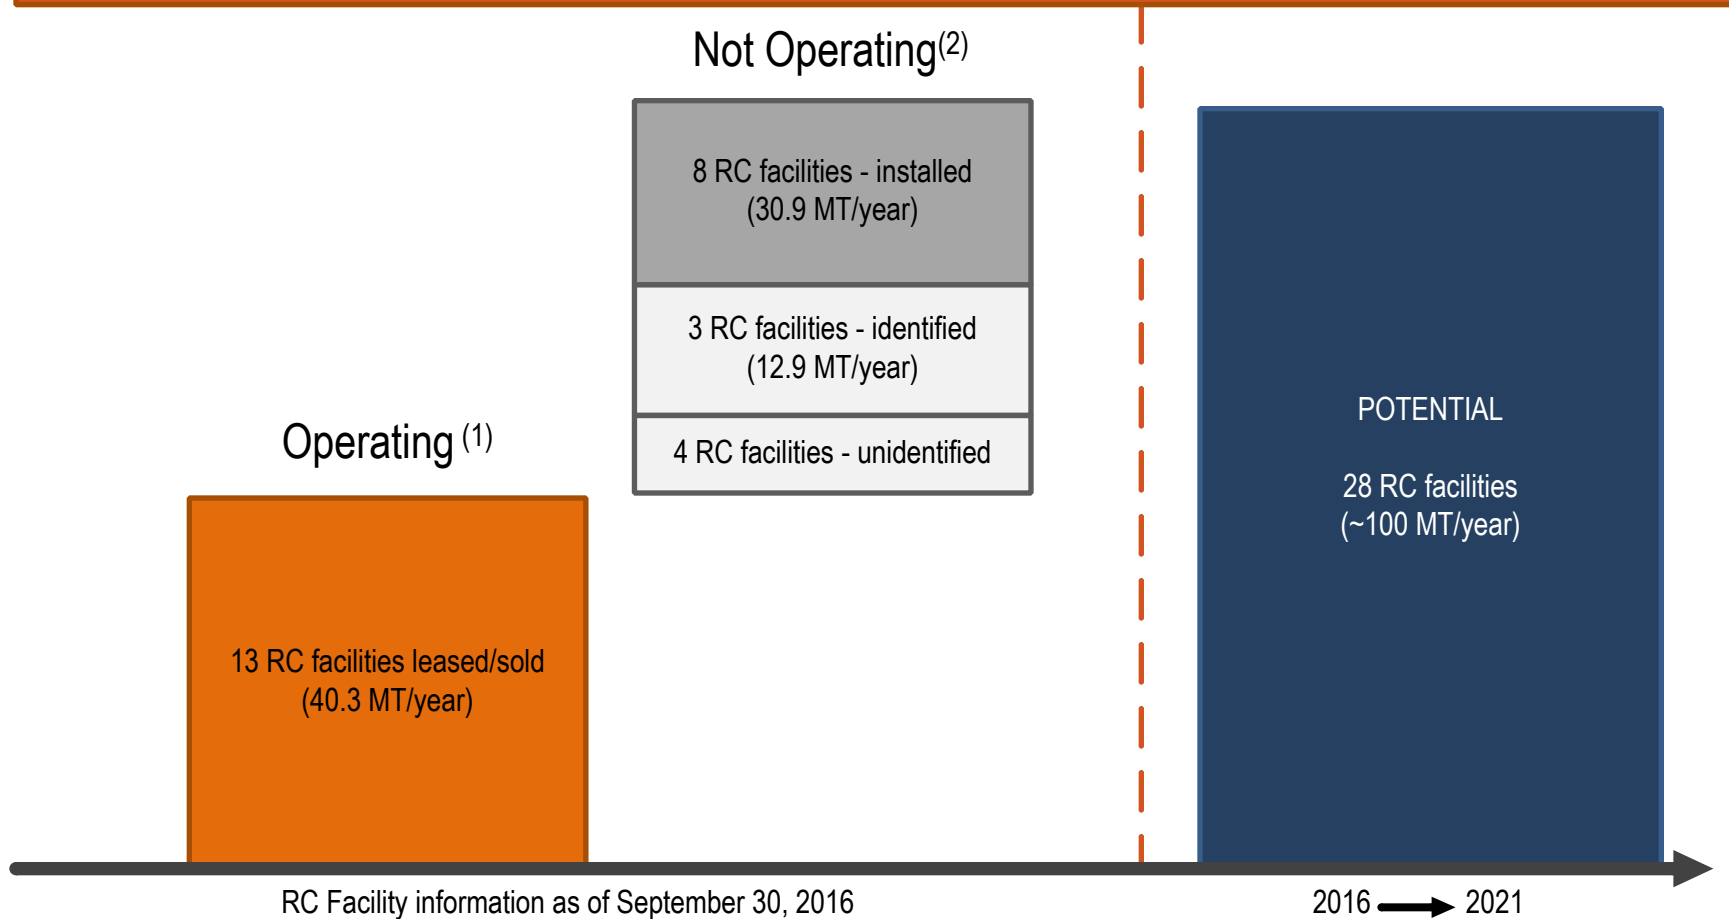 Not Operating(2)
8 RC facilities - installed
(30.9 MT/year)
3 RC facilities - identified
(12.9 MT/year)
4 RC facilities - unidentified
Operating (1)
13 RC facilities leased/sold
(40.3 MT/year)
POTENTIAL
28 RC facilities
(~100 MT/year)
RC Facility information as of September 30, 2016
2016 2021